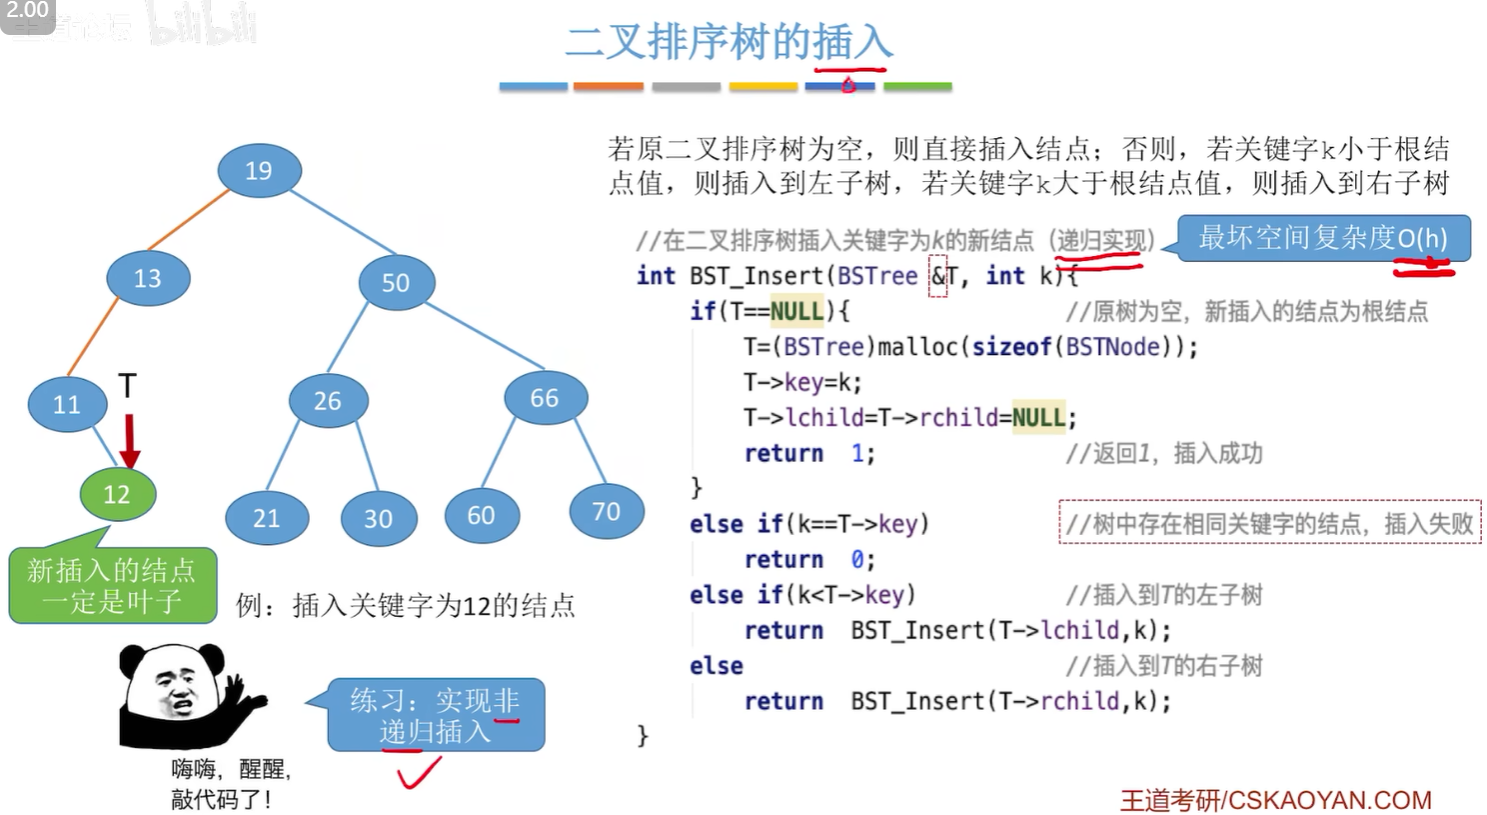 2.00
bilibili
二叉排序树的插入
若原二叉排序树为空，则直接插入结点；否则，若关键字k小于根结
点值，则插入到左子树，若关键字k大于根结点值，则插入到右子树
//在二叉排序树插入关键字为k的新结点（递归实现）
最坏空间复杂度O(h)
int BST_Insert(BSTree &T, int k){
if(T==NULL){ //原树为空，新插入的结点为根结点
T=(BSTree)malloc(sizeof(BSTNode));
T->key=k;
T->lchild=T->rchild=NULL;
return 1; //返回1，插入成功
}
else if(k==T->key) //树中存在相同关键字的结点，插入失败
return 0;
else if(k<T->key) //插入到T的左子树
return BST_Insert(T->lchild,k);
else //插入到T的右子树
return BST_Insert(T->rchild,k);
}
19
13
50
11
T
26
66
12
21
30
60
70
新插入的结点
一定是叶子
例：插入关键字为12的结点
练习：实现非
递归插入
嗨嗨，醒醒，
敲代码了！
王道考研/CSKAOYAN.COM